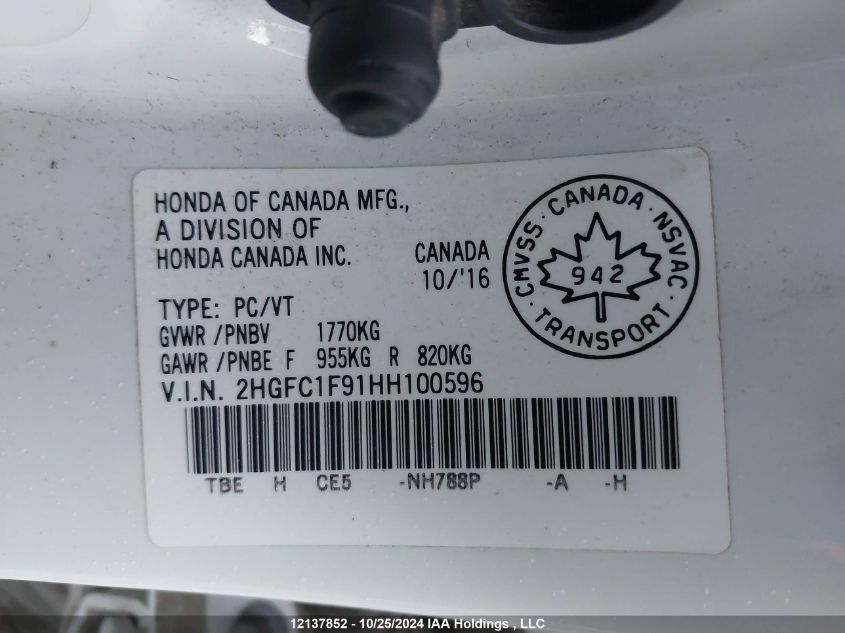 HONDA OF CANADA MFG.,
A DIVISION OF
HONDA CANADA INC.
CANADA
10/'16
TYPE: PC/VT
GVWR /PNBV 1770KG
GAWR /PNBE F 955KG R 820KG
V.I.N. 2HGFC1F91HH100596
TBE H CE5 -NH788P -A -H
CMVSS · CANADA · NSVAC
942
· TRANSPORT ·
12137852 - 10/25/2024 IAA Holdings , LLC